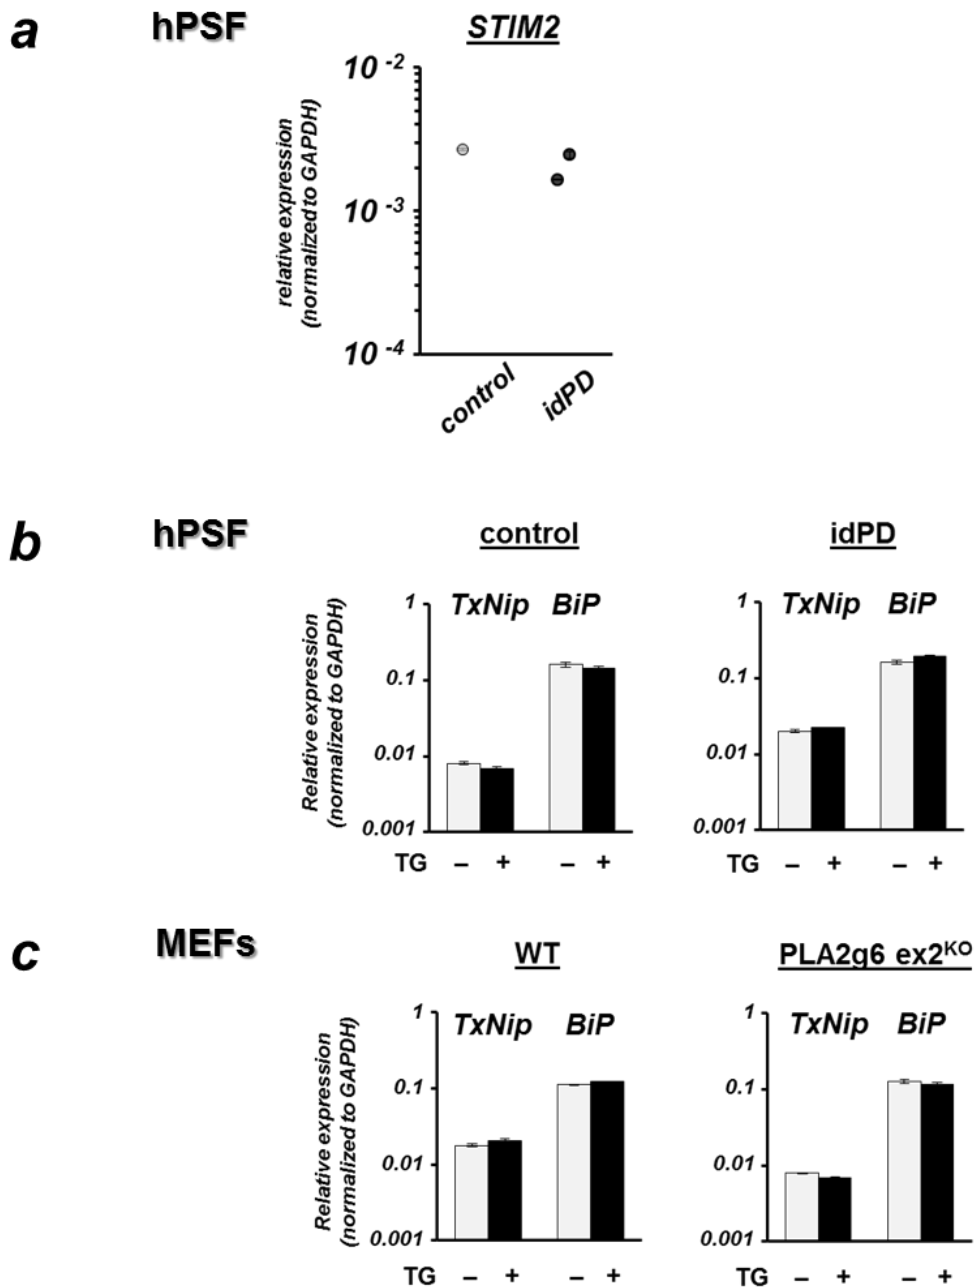 a
hPSF
STIM2
relative expression
(normalized to GAPDH)
10 -2
10 -3
10 -4
control
idPD
b
hPSF
control
idPD
Relative expression
(normalized to GAPDH)
1
0.1
0.01
0.001
TxNip BiP
TG – + – +
1
0.1
0.01
0.001
TxNip BiP
– + – +
c
MEFs
WT
PLA2g6 ex2KO
Relative expression
(normalized to GAPDH)
1
0.1
0.01
0.001
TxNip BiP
TG – + – +
1
0.1
0.01
0.001
TxNip BiP
TG – + – +